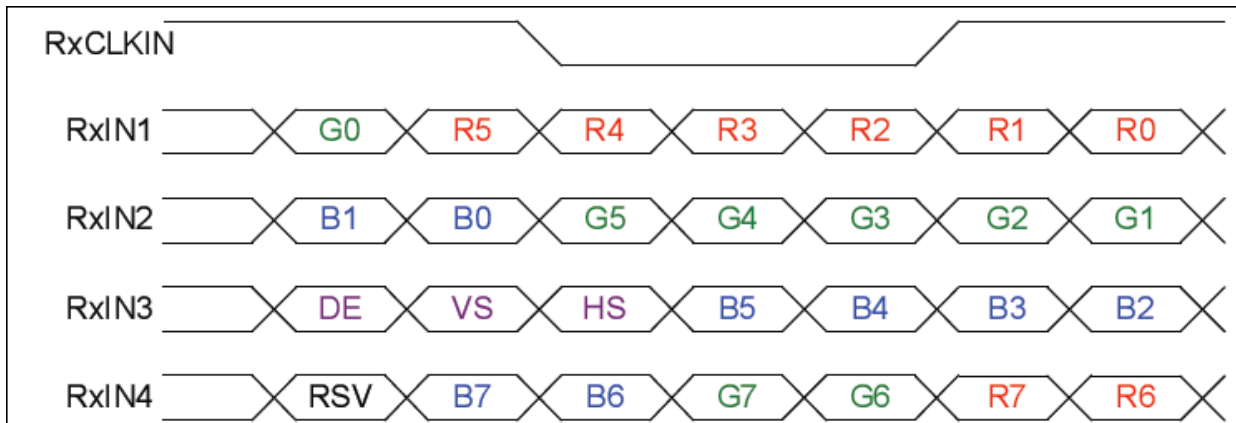 RxCLKIN
RxIN1 G0 R5 R4 R3 R2 R1 R0
RxIN2 B1 B0 G5 G4 G3 G2 G1
RxIN3 DE VS HS B5 B4 B3 B2
RxIN4 RSV B7 B6 G7 G6 R7 R6